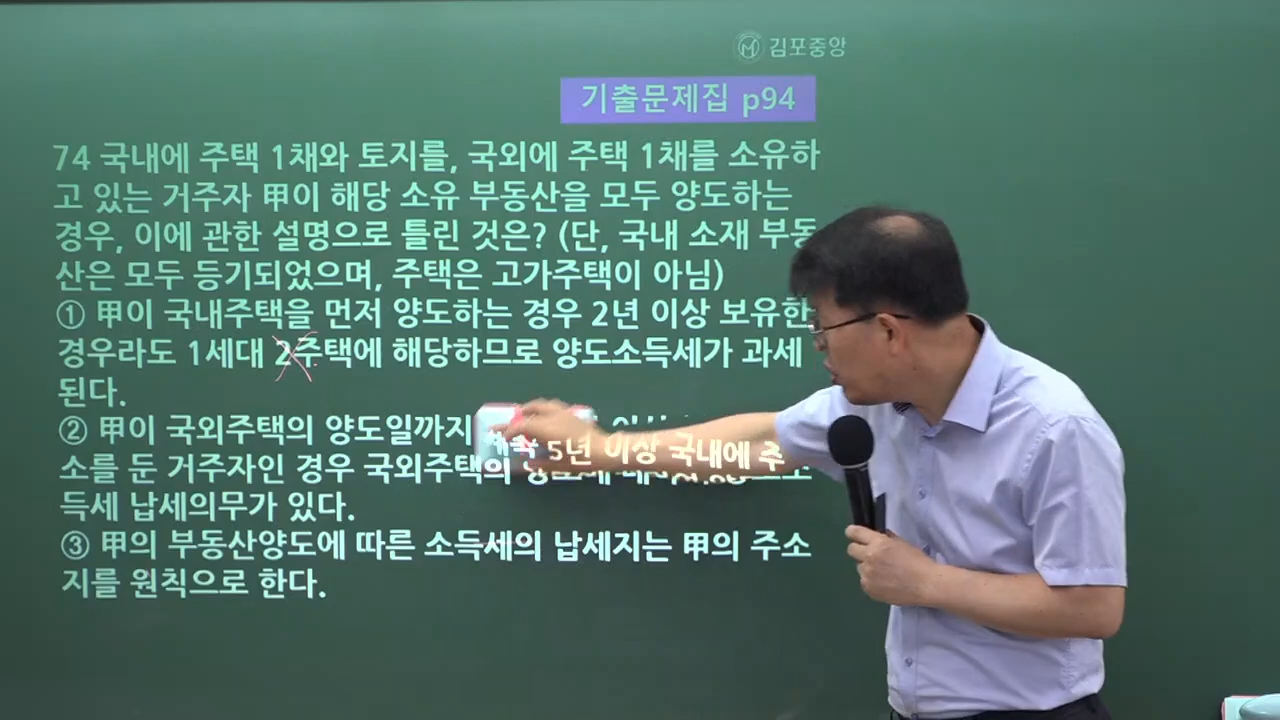 김포중앙
기출문제집 p94
74 국내에 주택 1채와 토지를, 국외에 주택 1채를 소유하
고 있는 거주자 甲이 해당 소유 부동산을 모두 양도하는
경우, 이에 관한 설명으로 틀린 것은? (단, 국내 소재 부동
산은 모두 등기되었으며, 주택은 고가주택이 아님)
① 甲이 국내주택을 먼저 양도하는 경우 2년 이상 보유한
경우라도 1세대 2주택에 해당하므로 양도소득세가 과세
된다.
② 甲이 국외주택의 양도일까지 계속 5년 이상 국내에 주
소를 둔 거주자인 경우 국외주택의
득세 납세의무가 있다.
③ 甲의 부동산양도에 따른 소득세의 납세지는 甲의 주소
지를 원칙으로 한다.